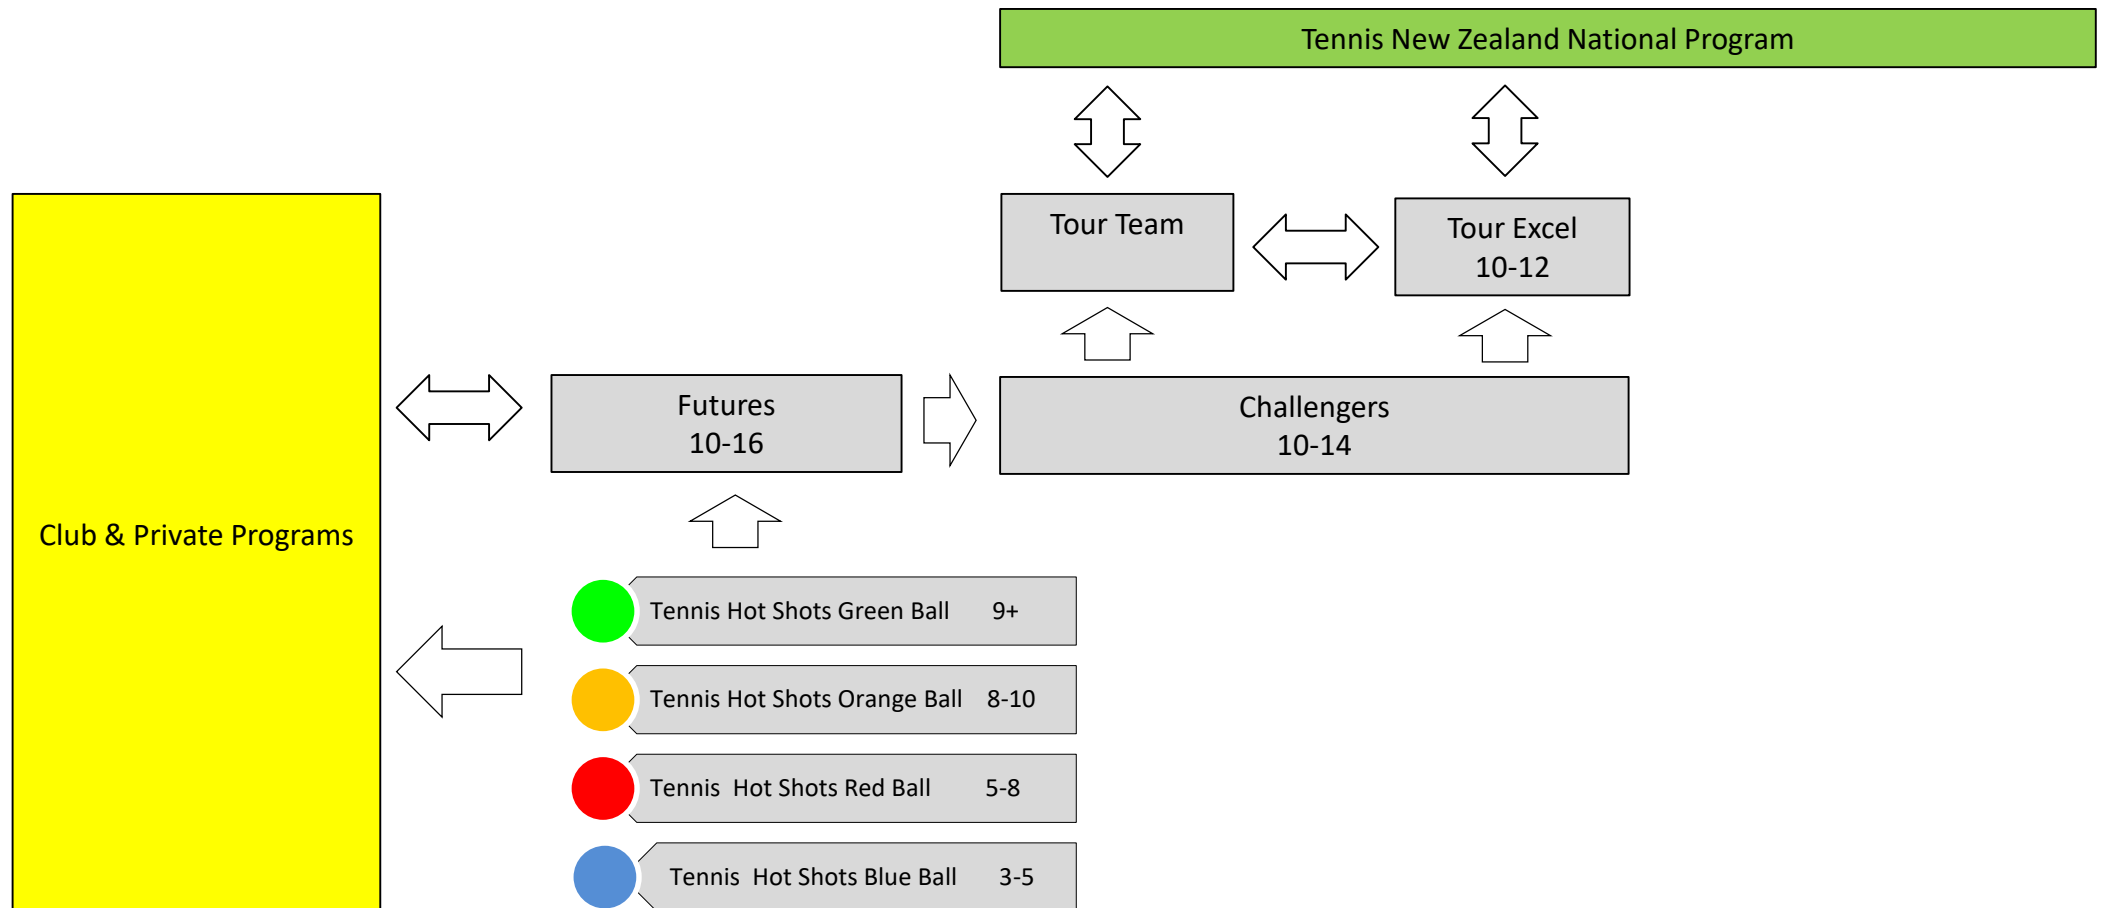 Tennis New Zealand National Program
Tour Team
Tour Excel
10-12
Futures
10-16
Challengers
10-14
Club & Private Programs
Tennis Hot Shots Green Ball 9+
Tennis Hot Shots Orange Ball 8-10
Tennis Hot Shots Red Ball 5-8
Tennis Hot Shots Blue Ball 3-5